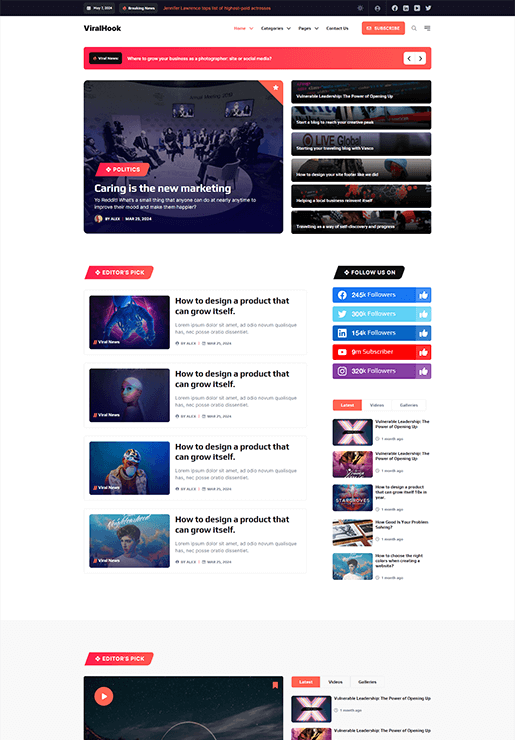 May 7, 2024
Breaking News
Jennifer Lawrence tops list of highest-paid actresses
ViralHook
Home
Categories
Pages
Contact Us
SUBSCRIBE
Viral News
Where to grow your business as a photographer: site or social media?
POLITICS
Caring is the new marketing
Yo Reddit! What's a small thing that anyone can do at nearly anytime to
improve their mood and make them happier?
BY ALEX
MAR 25, 2024
Vulnerable Leadership: The Power of Opening Up
Start a blog to reach your creative peak
Starting your traveling blog with Vasco
How to design your site footer like we did
Helping a local business reinvent itself
Traveling as a way of self-discovery and progress
EDITOR'S PICK
How to design a product that
can grow itself.
Lorem ipsum dolor sit amet, ad odio novum qualisque
has, nec posse oratio dissentiet.
BY ALEX
MAR 25, 2024
Viral News
How to design a product that
can grow itself.
Lorem ipsum dolor sit amet, ad odio novum qualisque
has, nec posse oratio dissentiet.
BY ALEX
MAR 25, 2024
Viral News
How to design a product that
can grow itself.
Lorem ipsum dolor sit amet, ad odio novum qualisque
has, nec posse oratio dissentiet.
BY ALEX
MAR 25, 2024
Viral News
How to design a product that
can grow itself.
Lorem ipsum dolor sit amet, ad odio novum qualisque
has, nec posse oratio dissentiet.
BY ALEX
MAR 25, 2024
Viral News
FOLLOW US ON
245k Followers
300k Followers
154k Followers
9m Subscriber
320k Followers
Latest
Videos
Galleries
Vulnerable Leadership: The
Power of Opening Up
1 month ago
Vulnerable Leadership: The
Power of Opening Up
1 month ago
How to design a product
that can grow itself 10x in
year.
1 month ago
How Good Is Your Problem
Solving?
1 month ago
How to choose the right
colors when creating a
website?
1 month ago
EDITOR'S PICK
Latest
Videos
Galleries
Vulnerable Leadership: The Power of Opening Up
1 month ago
Vulnerable Leadership: The Power of Opening Up